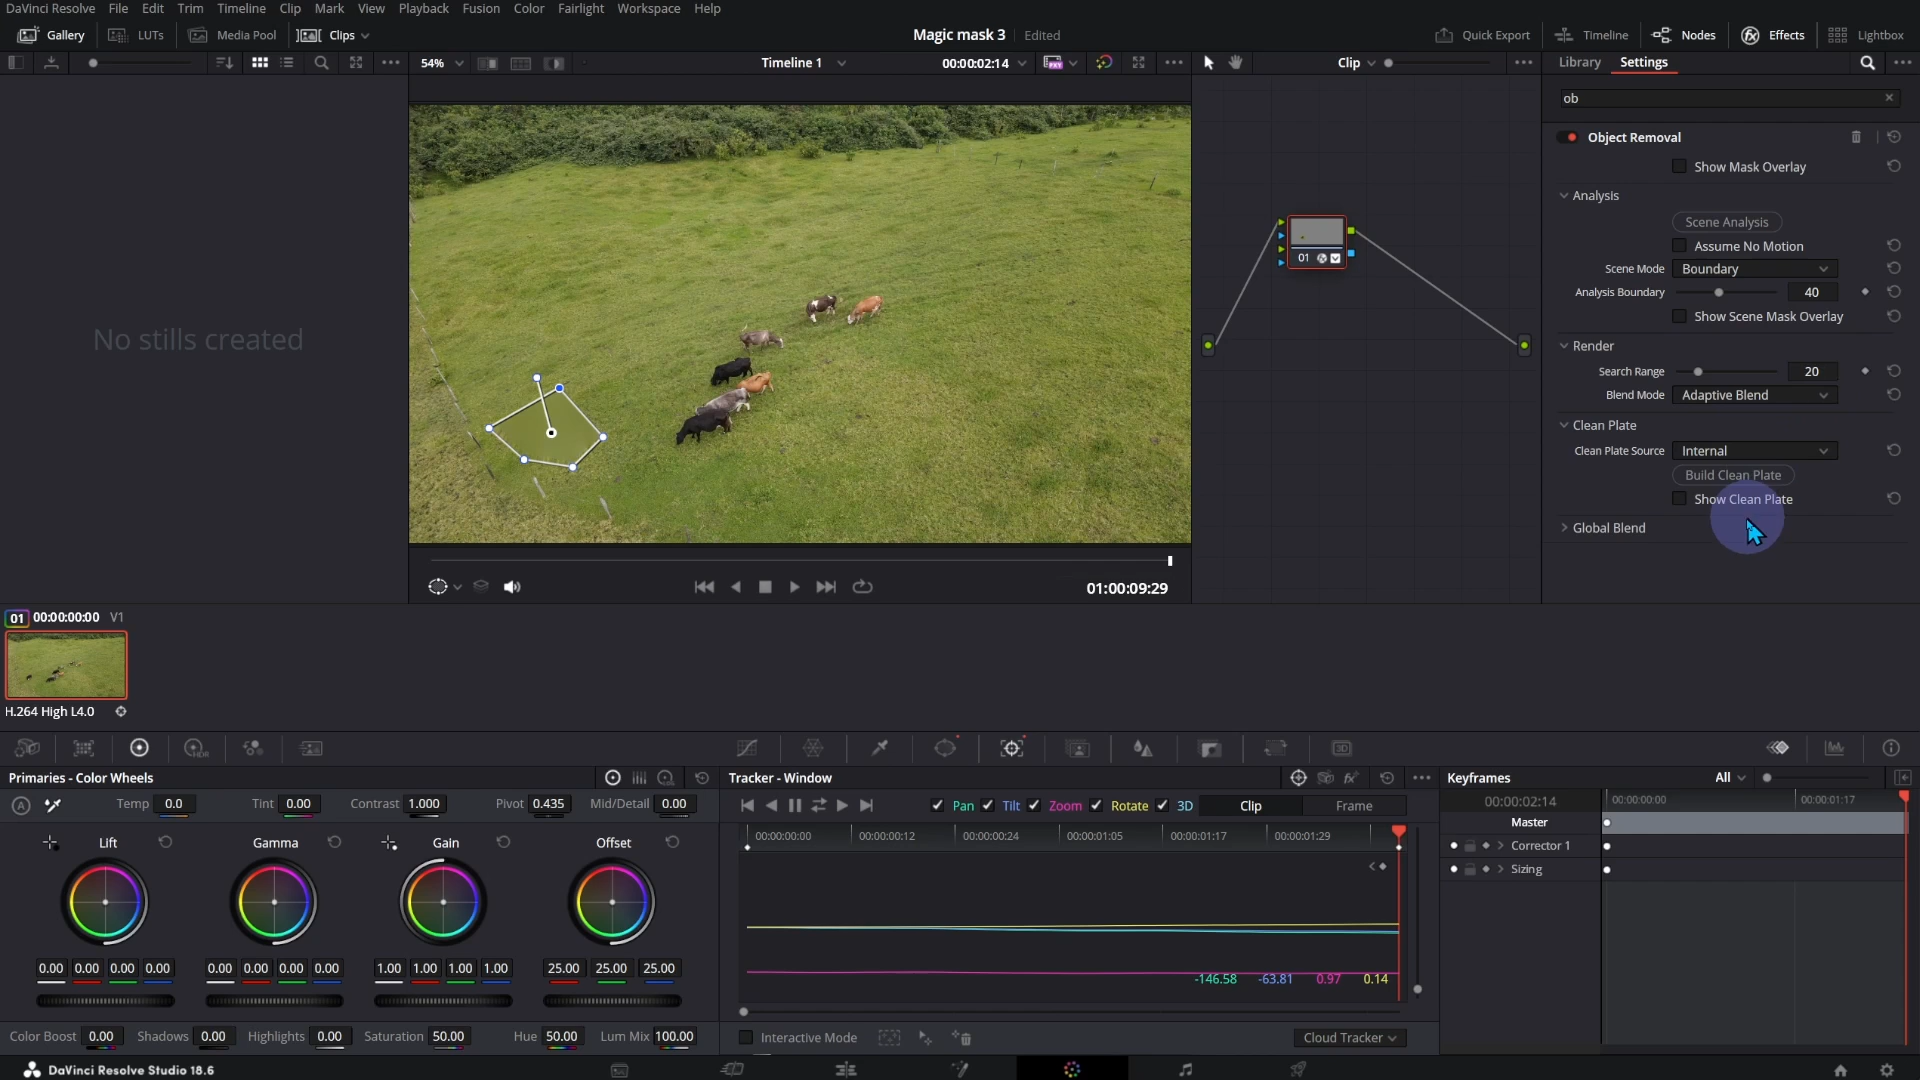 DaVinci Resolve File Edit Trim Timeline Clip Mark View Playback Fusion Color Fairlight Workspace Help
Gallery LUTs Media Pool Clips Magic mask 3 Edited Quick Export Timeline Nodes Effects Lightbox
54% Timeline 1 00:00:02:14 Clip Library Settings
ob
Object Removal
Show Mask Overlay
Analysis
Scene Analysis
Assume No Motion
Scene Mode Boundary
Analysis Boundary 40
Show Scene Mask Overlay
Render
Search Range 20
Blend Mode Adaptive Blend
Clean Plate
Clean Plate Source Internal
Build Clean Plate
Show Clean Plate
Global Blend
No stills created
01
01:00:09:29
01 00:00:00:00 V1
H.264 High L4.0
Primaries - Color Wheels
Temp 0.0 Tint 0.00 Contrast 1.000 Pivot 0.435 Mid/Detail 0.00
Lift Gamma Gain Offset
0.00 0.00 0.00 0.00 0.00 0.00 0.00 0.00 1.00 1.00 1.00 1.00 25.00 25.00 25.00
Color Boost 0.00 Shadows 0.00 Highlights 0.00 Saturation 50.00 Hue 50.00 Lum Mix 100.00
Tracker - Window
Pan Tilt Zoom Rotate 3D Clip Frame
00:00:00:00 00:00:00:12 00:00:00:24 00:00:01:05 00:00:01:17 00:00:01:29
-146.58 -63.81 0.97 0.14
Interactive Mode Cloud Tracker
Keyframes All
00:00:02:14 00:00:00:00 00:00:01:17
Master
Corrector 1
Sizing
DaVinci Resolve Studio 18.6